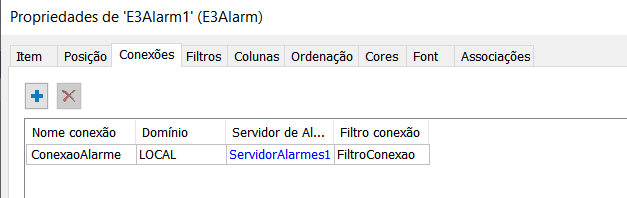 Propriedades de 'E3Alarm1' (E3Alarm)
Item Posição Conexões Filtros Colunas Ordenação Cores Font Associações
Nome conexão Domínio Servidor de Al... Filtro conexão
ConexaoAlarme LOCAL ServidorAlarmes1 FiltroConexao